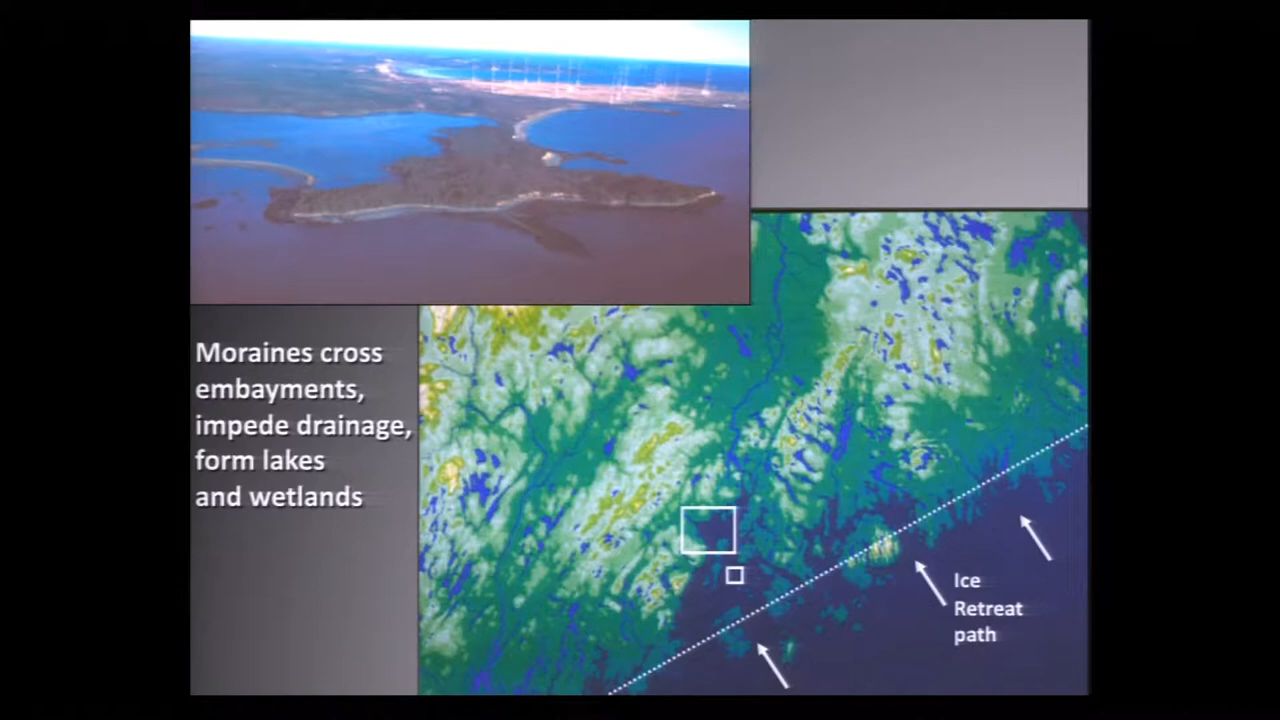 Moraines cross
embayments,
impede drainage,
form lakes
and wetlands
Ice
Retreat
path